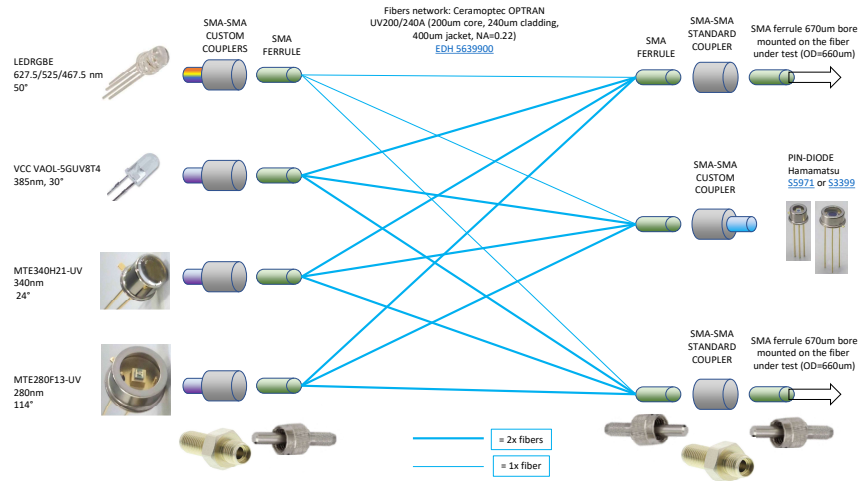 Fibers network: Ceramoptec OPTRAN
UV200/240A (200um core, 240um cladding,
400um jacket, NA=0.22)
EDH 5639900
SMA-SMA
CUSTOM
COUPLERS
SMA
FERRULE
SMA
FERRULE
SMA-SMA
STANDARD
COUPLER
SMA ferrule 670um bore
mounted on the fiber
under test (OD=660um)
LEDRGBE
627.5/525/467.5 nm
50°
VCC VAOL-5GUV8T4
385nm, 30°
SMA-SMA
CUSTOM
COUPLER
PIN-DIODE
Hamamatsu
S5971 or S3399
MTE340H21-UV
340nm
24°
SMA-SMA
STANDARD
COUPLER
SMA ferrule 670um bore
mounted on the fiber
under test (OD=660um)
MTE280F13-UV
280nm
114°
= 2x fibers
= 1x fiber